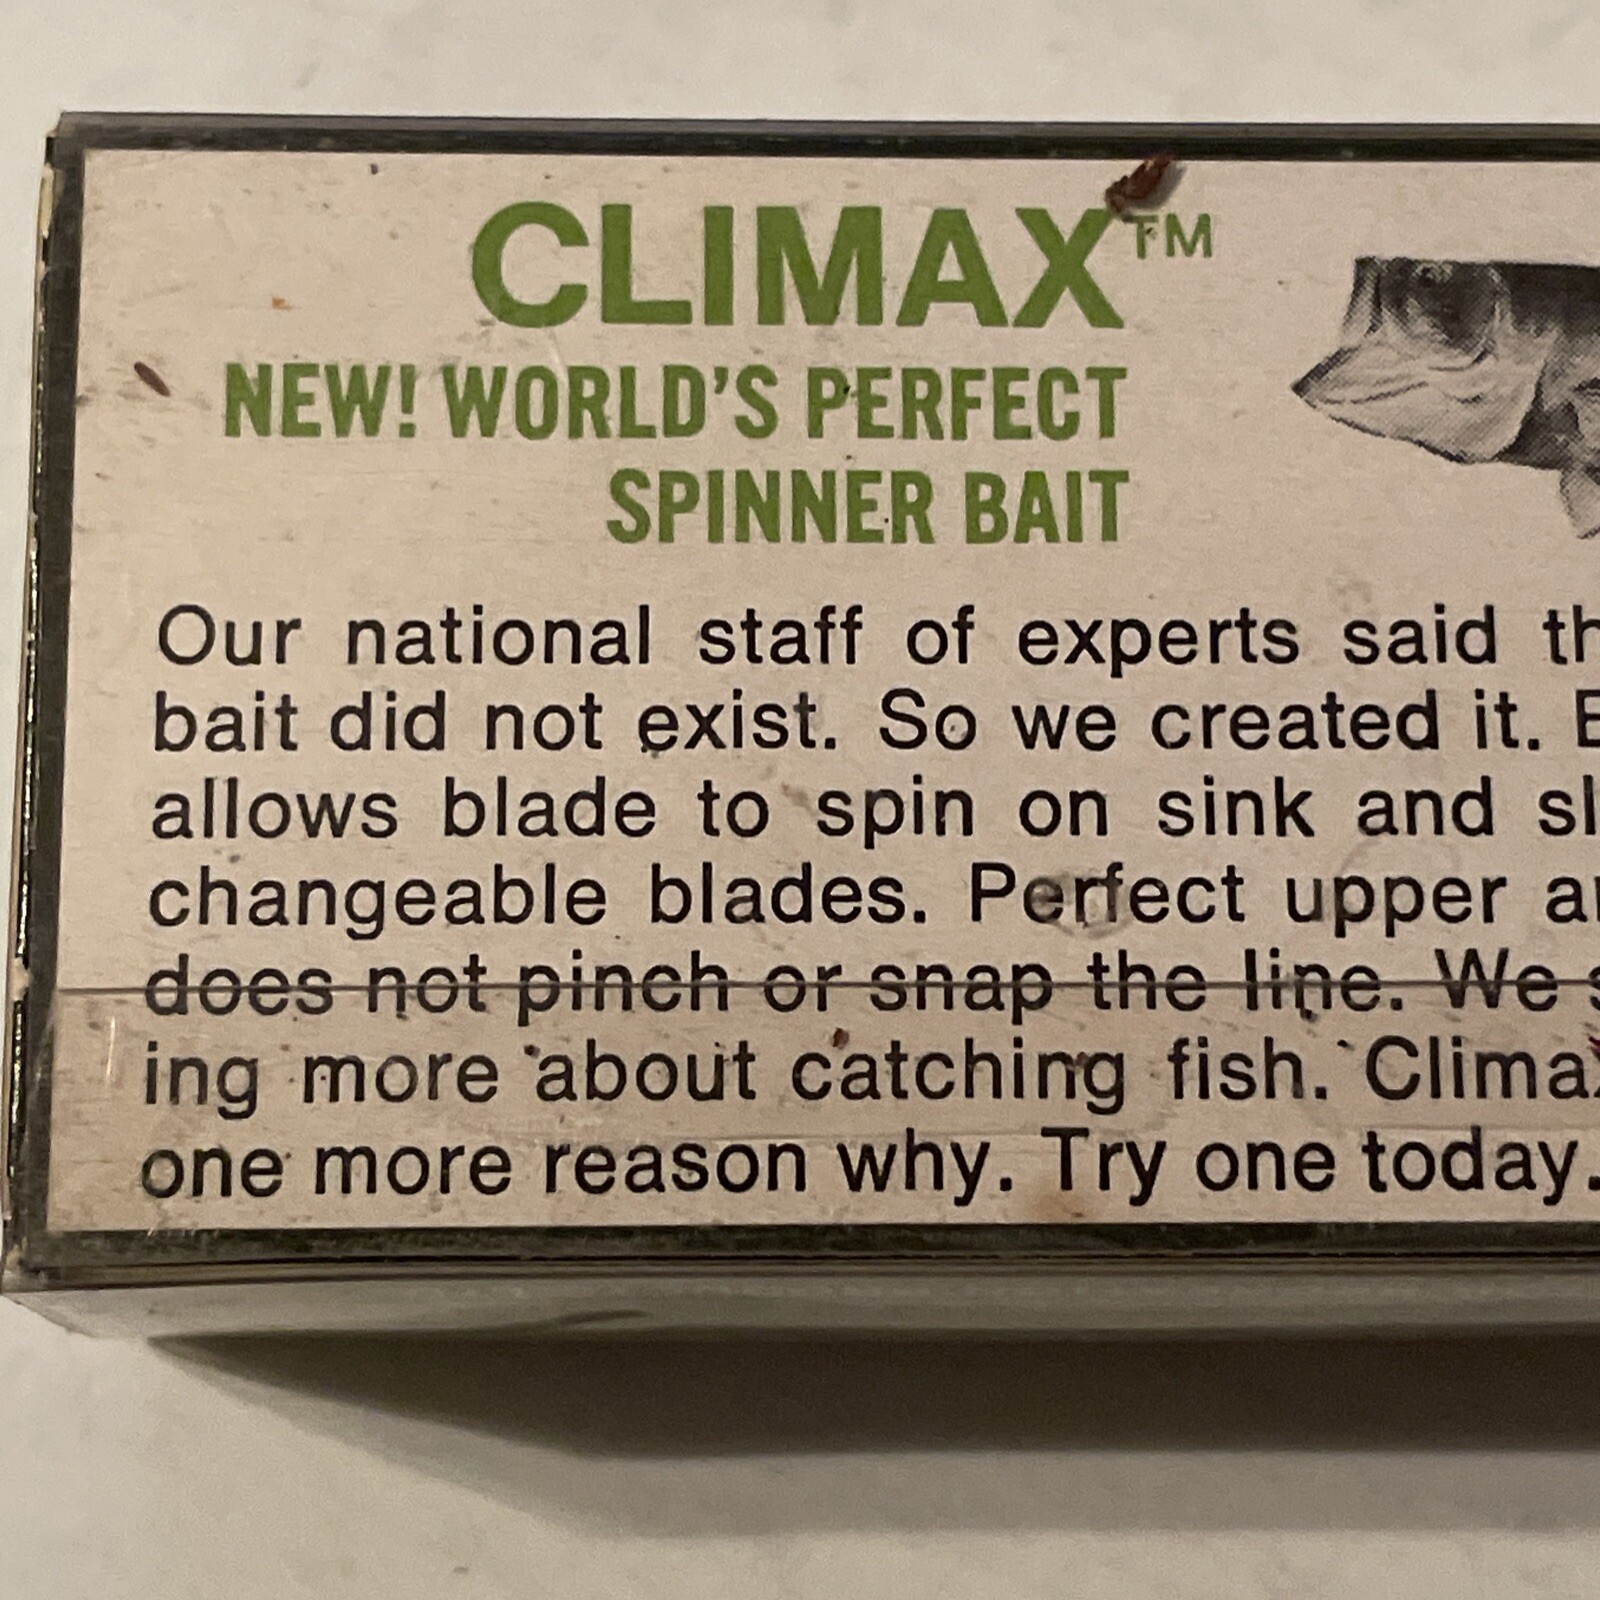 CLIMAX™
NEW! WORLD'S PERFECT
SPINNER BAIT
Our national staff of experts said
bait did not exist. So we created it.
allows blade to spin on sink and
changeable blades. Perfect upper
does not pinch or snap the line. We
ing more about catching fish. Climax
one more reason why. Try one today.